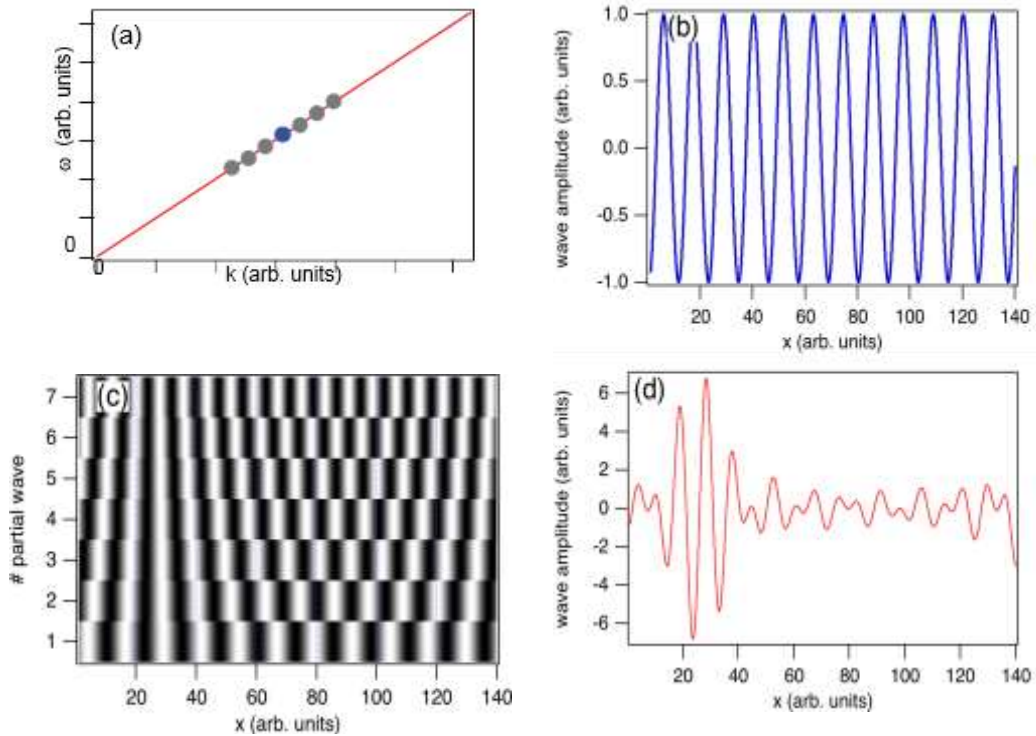 (a)
ω (arb. units)
0
0
k (arb. units)
(b)
wave amplitude (arb. units)
1.0
0.5
0.0
-0.5
-1.0
20 40 60 80 100 120 140
x (arb. units)
(c)
# partial wave
7
6
5
4
3
2
1
20 40 60 80 100 120 140
x (arb. units)
(d)
wave amplitude (arb. units)
6
4
2
0
-2
-4
-6
20 40 60 80 100 120 140
x (arb. units)